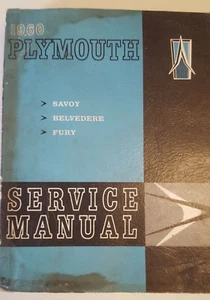 1960
PLYMOUTH
> SAVOY
> BELVEDERE
> FURY
SERVICE
MANUAL